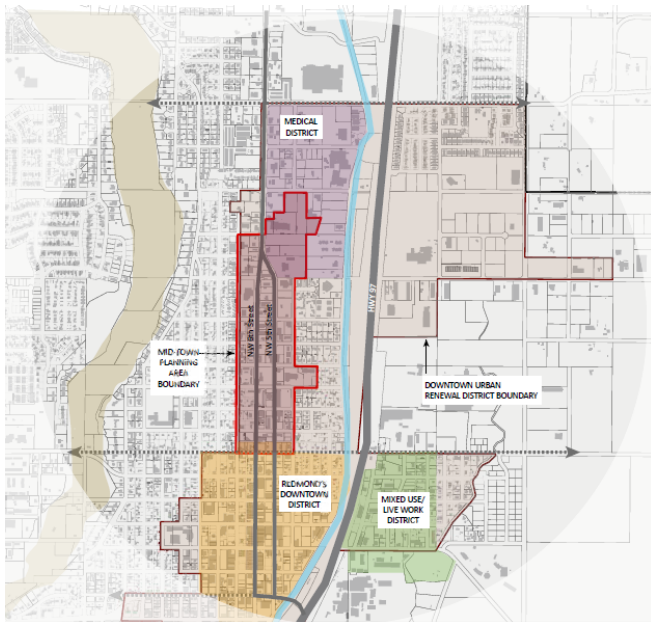 MEDICAL
DISTRICT
NW 6th Street
NW 5th Street
HWY 97
MID-TOWN
PLANNING
AREA
BOUNDARY
DOWNTOWN URBAN
RENEWAL DISTRICT BOUNDARY
REDMOND'S
DOWNTOWN
DISTRICT
MIXED USE/
LIVE WORK
DISTRICT